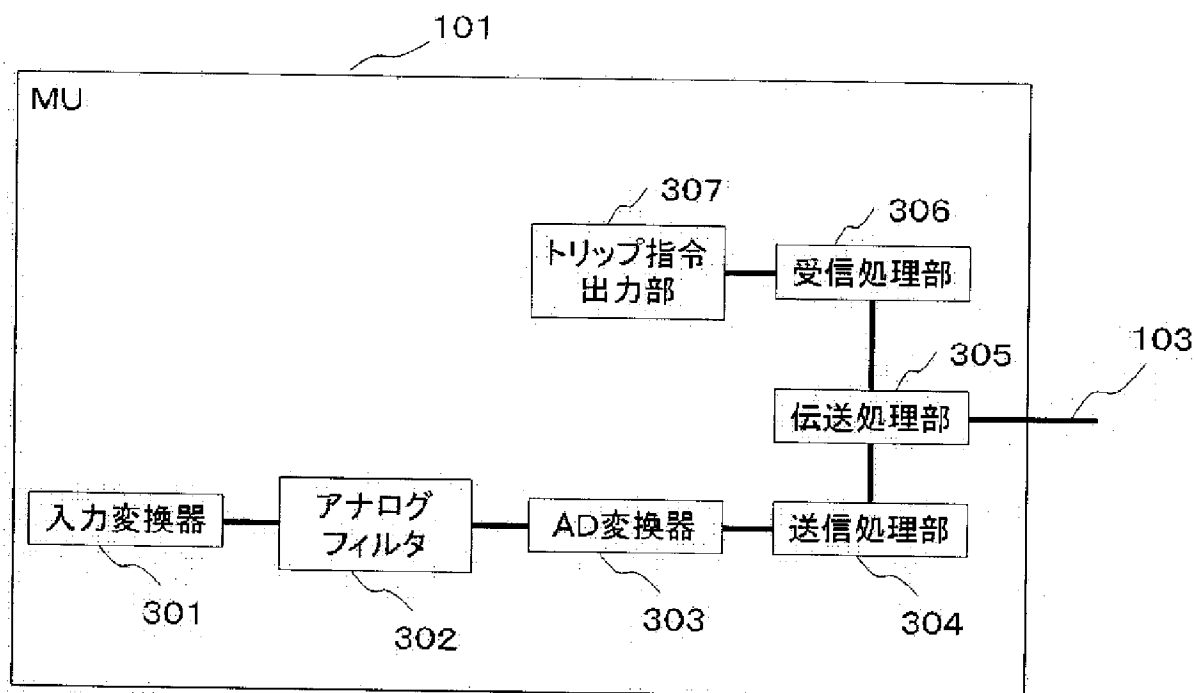 101
MU
307
306
トリップ指令
出力部
受信処理部
103
305
伝送処理部
入力変換器
アナログ
フィルタ
AD変換器
送信処理部
301
302
303
304